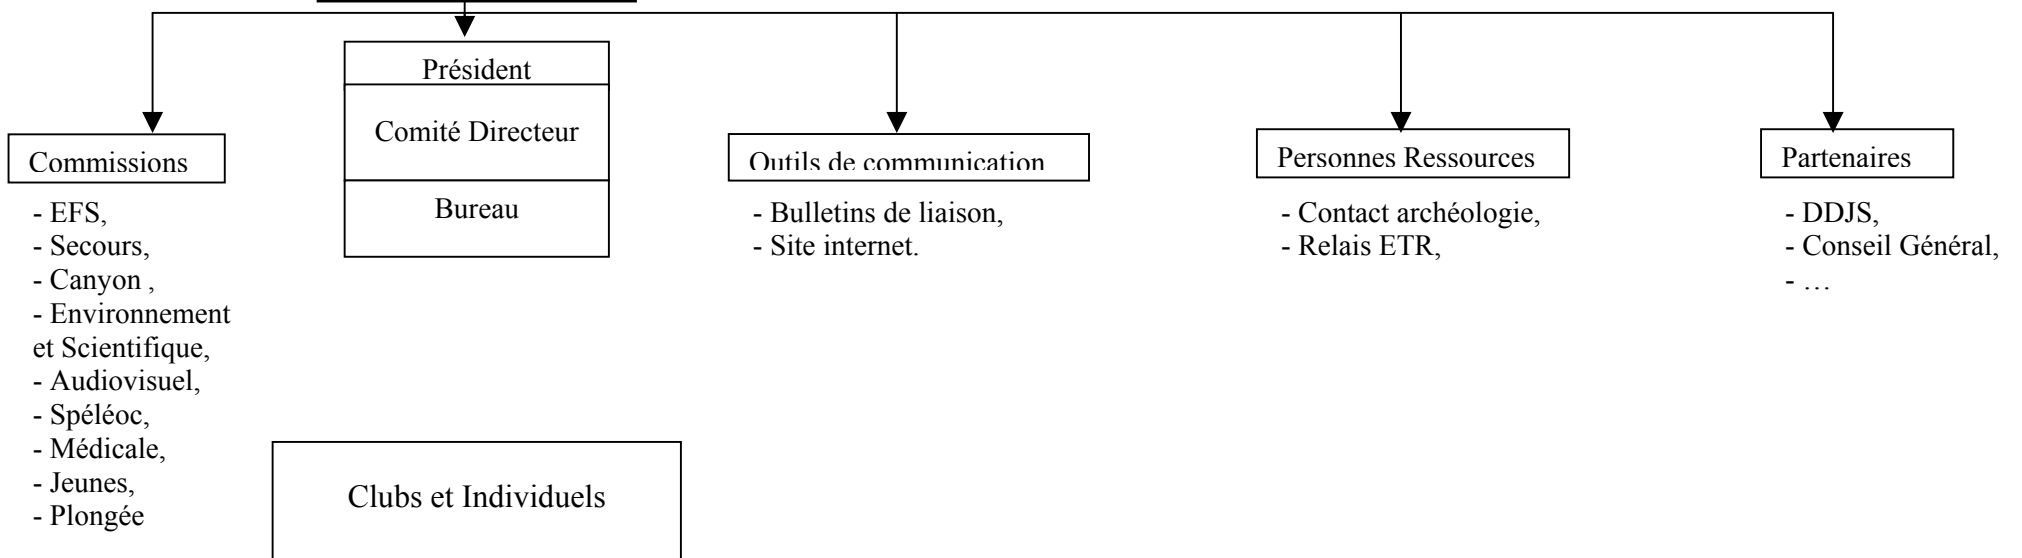 Président
Comité Directeur
Bureau
Commissions
- EFS,
- Secours,
- Canyon ,
- Environnement
et Scientifique,
- Audiovisuel,
- Spéléoc,
- Médicale,
- Jeunes,
- Plongée
Outils de communication
- Bulletins de liaison,
- Site internet.
Personnes Ressources
- Contact archéologie,
- Relais ETR,
Partenaires
- DDJS,
- Conseil Général,
- …
Clubs et Individuels